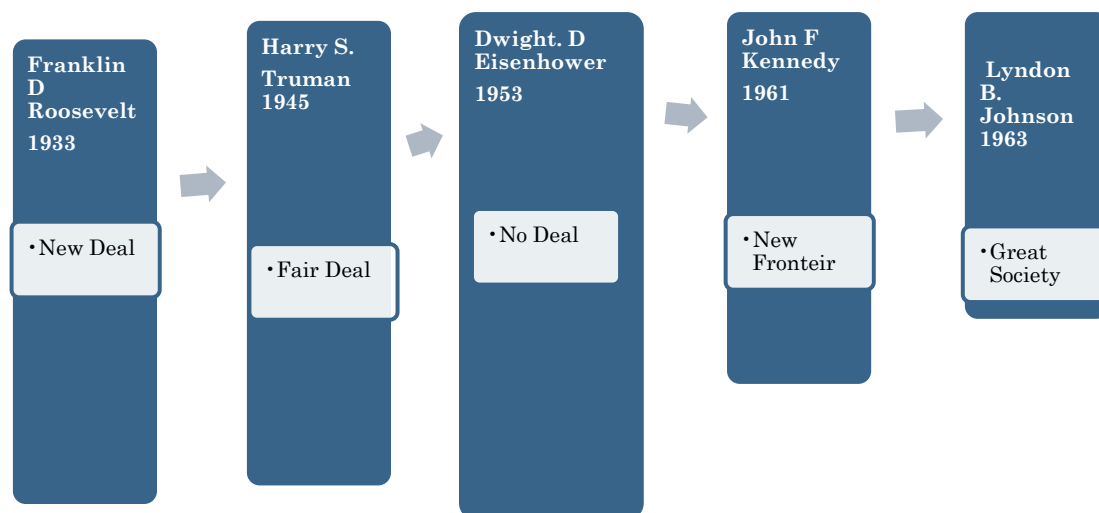 Franklin
D
Roosevelt
1933
• New Deal
Harry S.
Truman
1945
• Fair Deal
Dwight. D
Eisenhower
1953
• No Deal
John F
Kennedy
1961
• New
Fronteir
Lyndon
B.
Johnson
1963
• Great
Society